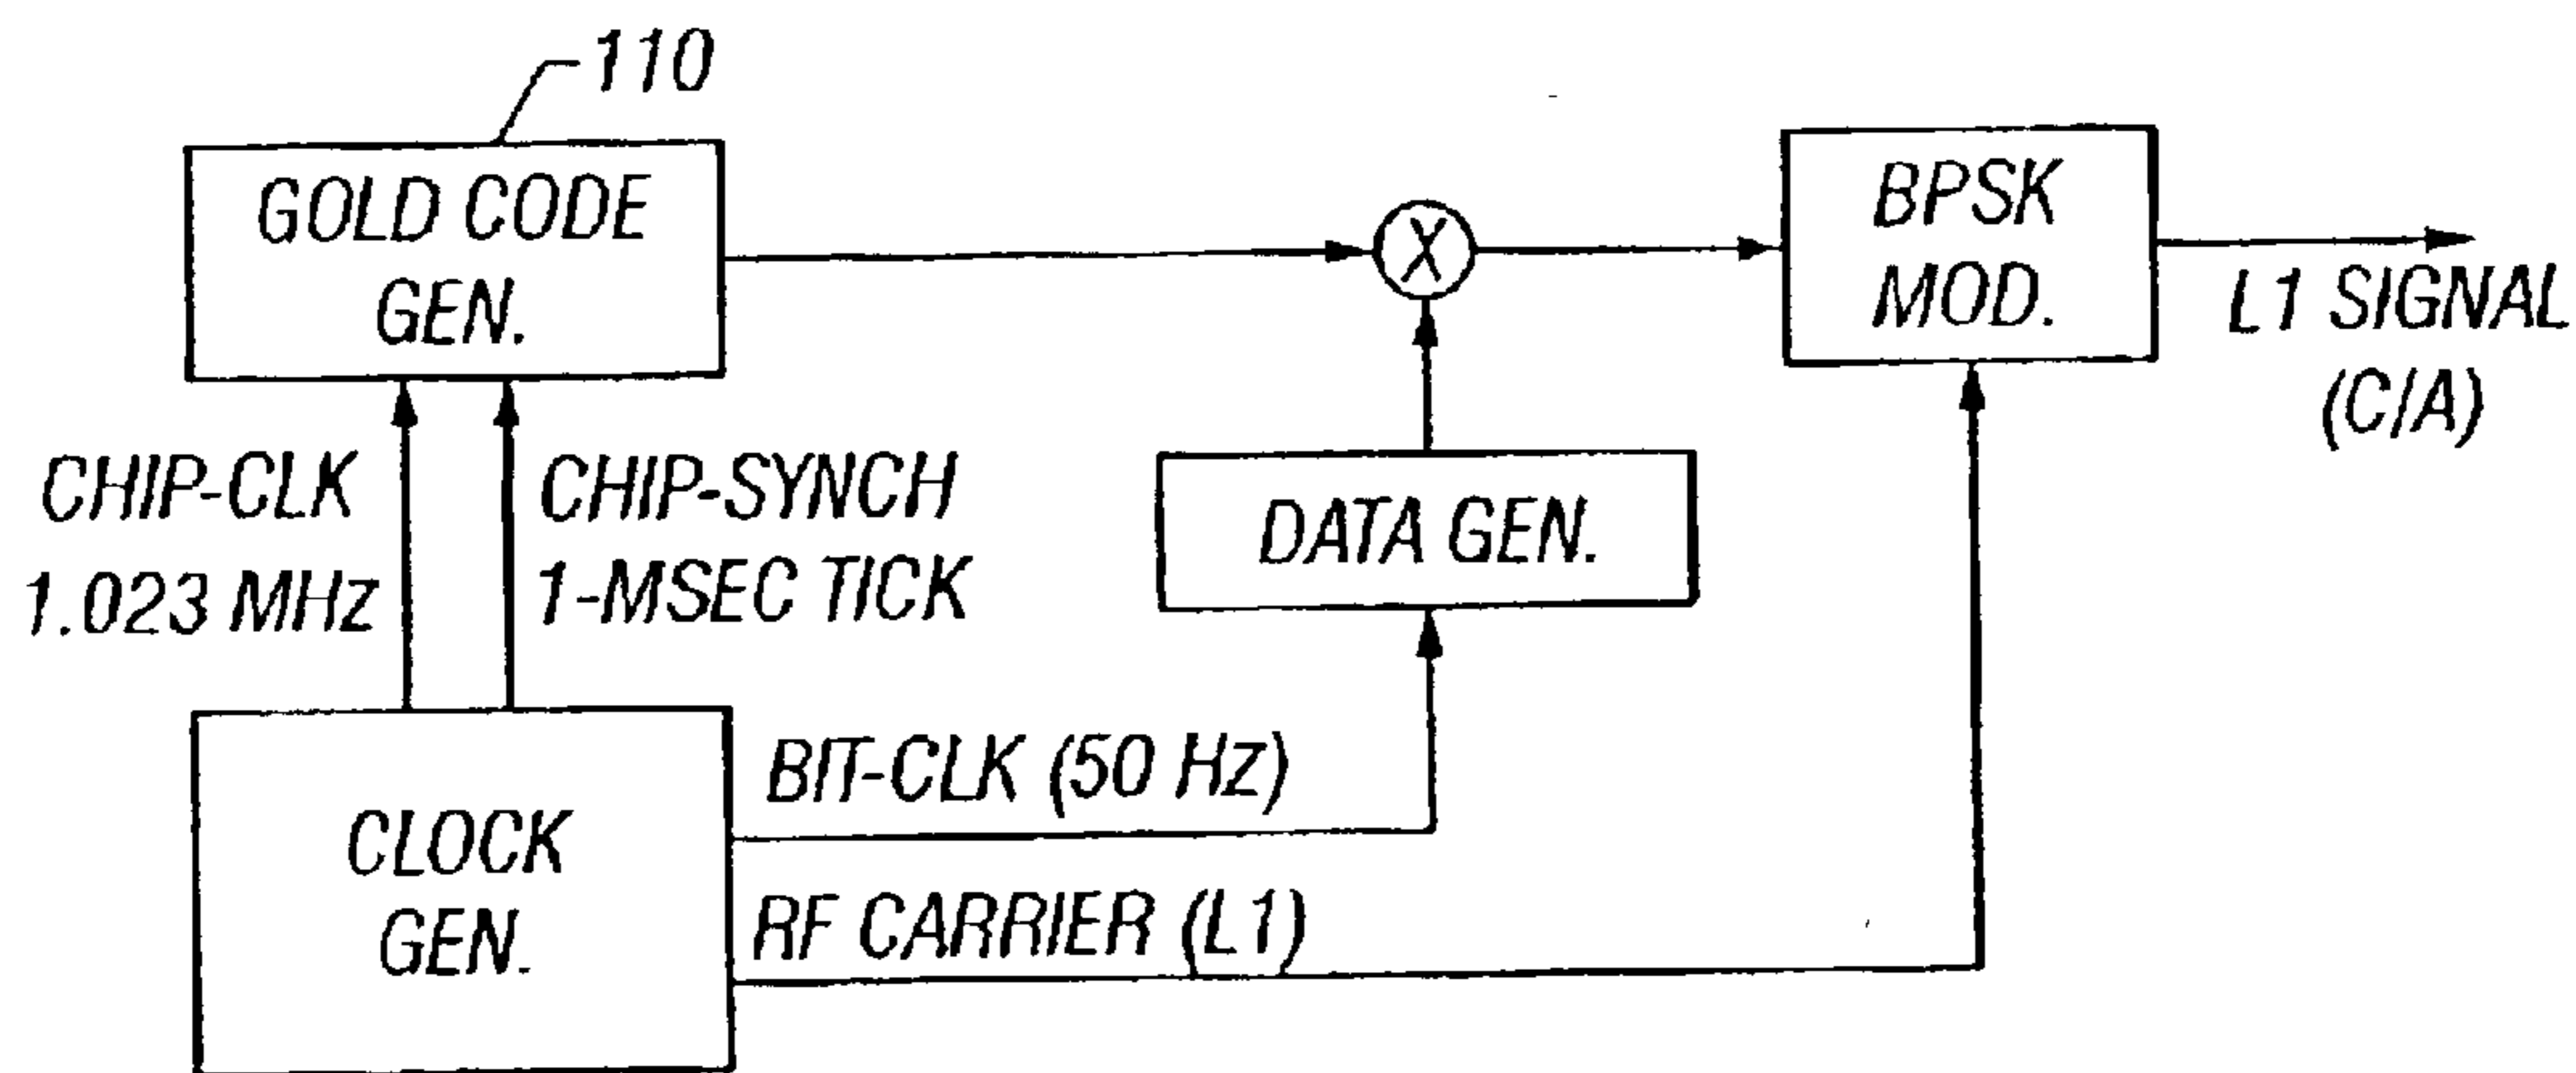 110
GOLD CODE
GEN.
X
BPSK
MOD.
L1 SIGNAL
(C/A)
CHIP-CLK
1.023 MHz
CHIP-SYNCH
1-MSEC TICK
DATA GEN.
CLOCK
GEN.
BIT-CLK (50 Hz)
RF CARRIER (L1)